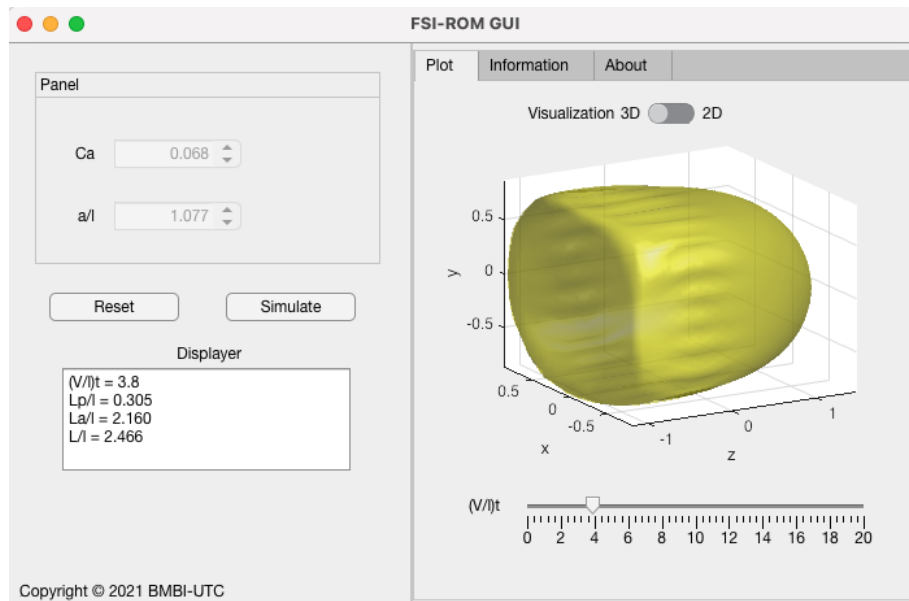 FSI-ROM GUI
Panel
Ca 0.068
a/l 1.077
Reset Simulate
Displayer
(V/l)t = 3.8
Lp/l = 0.305
La/l = 2.160
L/l = 2.466
Copyright © 2021 BMBI-UTC
Plot Information About
Visualization 3D 2D
0.5
0
-0.5
y
0.5
0
-0.5
x
-1
0
1
z
(V/l)t
0 2 4 6 8 10 12 14 16 18 20